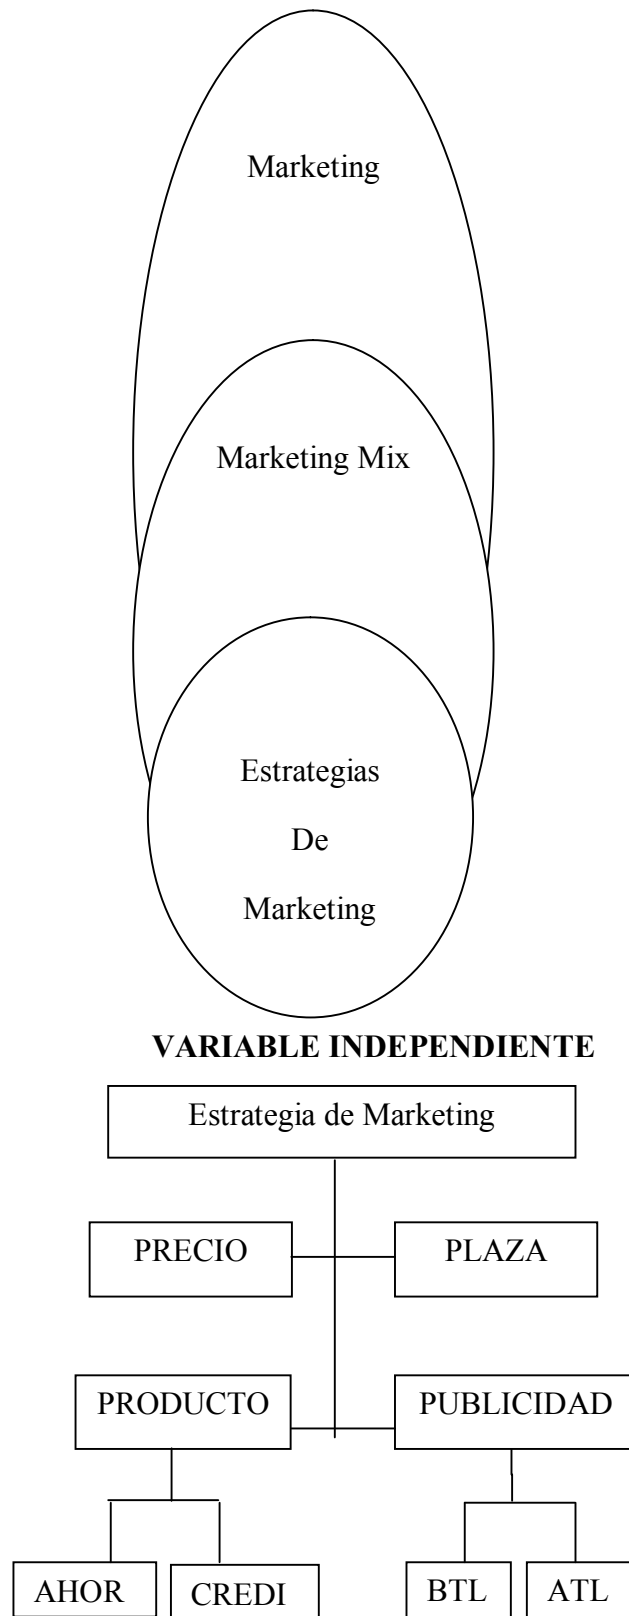 Marketing
Marketing Mix
Estrategias
De
Marketing
VARIABLE INDEPENDIENTE
Estrategia de Marketing
PRECIO
PLAZA
PRODUCTO
PUBLICIDAD
AHOR
CREDI
BTL
ATL